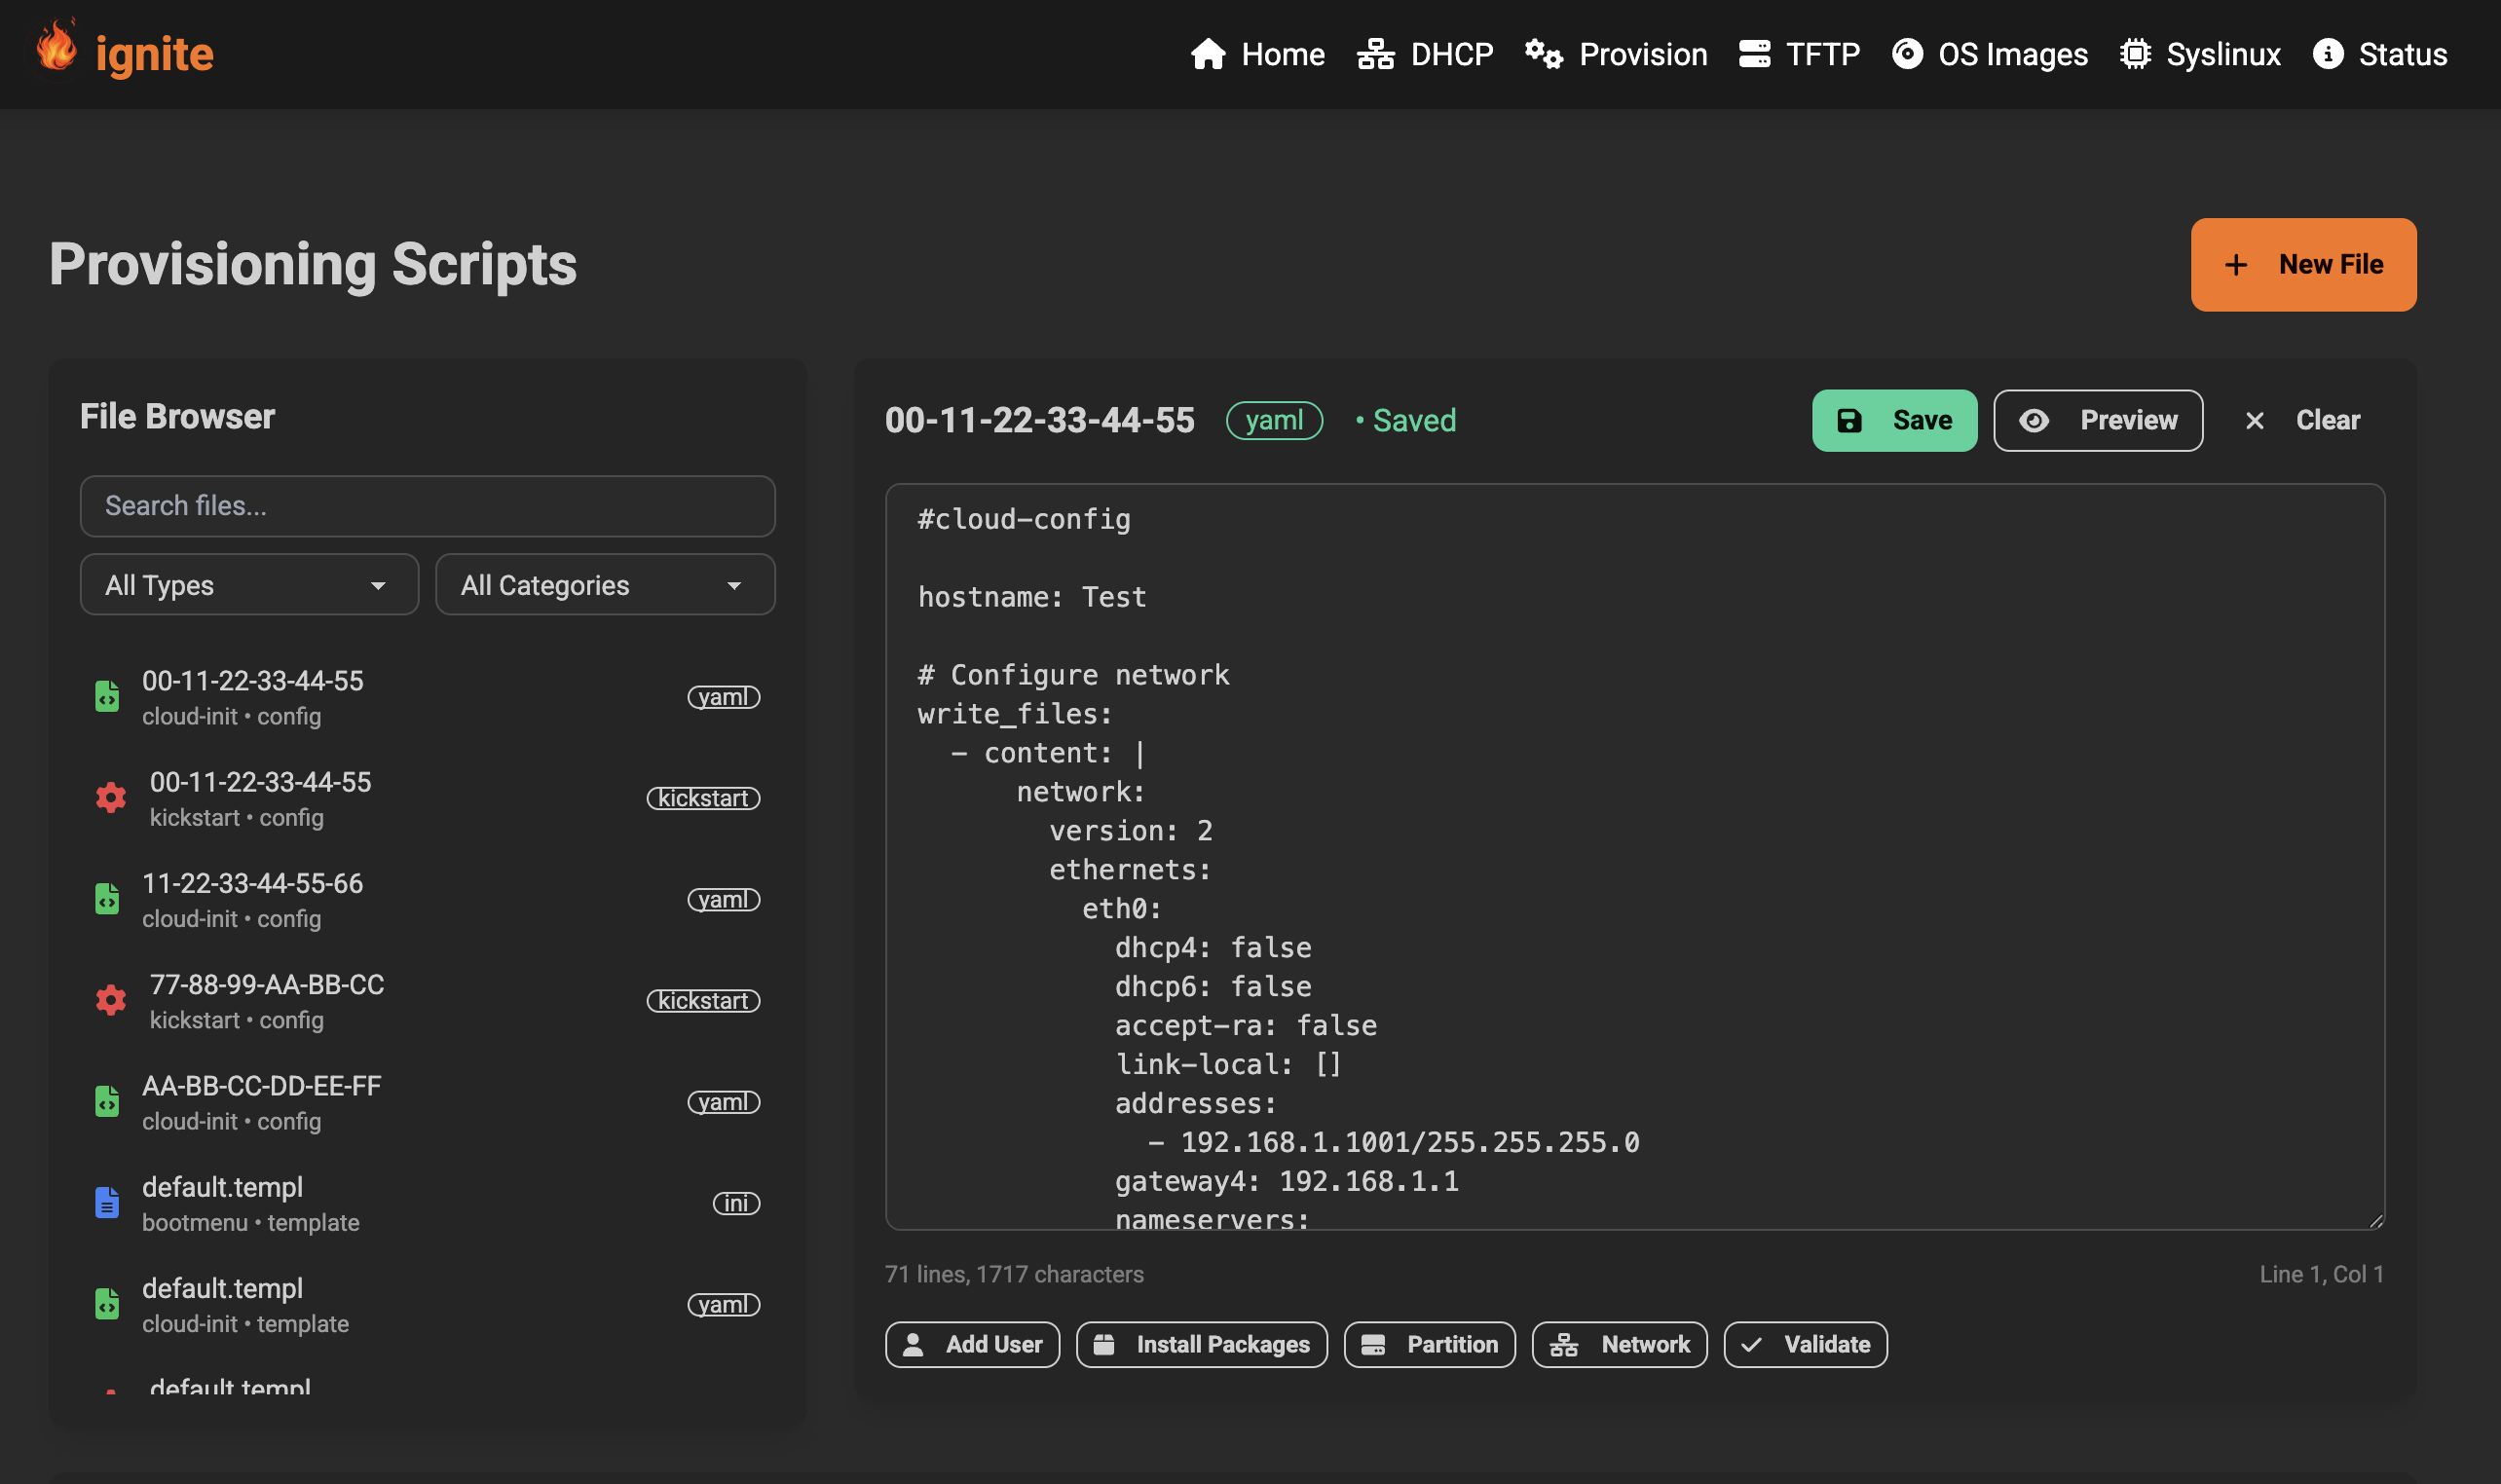 ignite
Home DHCP Provision TFTP OS Images Syslinux Status
Provisioning Scripts
+ New File
File Browser
Search files...
All Types All Categories
00-11-22-33-44-55
cloud-init • config
yaml
00-11-22-33-44-55
kickstart • config
kickstart
11-22-33-44-55-66
cloud-init • config
yaml
77-88-99-AA-BB-CC
kickstart • config
kickstart
AA-BB-CC-DD-EE-FF
cloud-init • config
yaml
default.templ
bootmenu • template
ini
default.templ
cloud-init • template
yaml
default.templ
00-11-22-33-44-55 yaml • Saved
Save Preview Clear
#cloud-config
hostname: Test
# Configure network
write_files:
  - content: |
      network:
        version: 2
        ethernets:
          eth0:
            dhcp4: false
            dhcp6: false
            accept-ra: false
            link-local: []
            addresses:
              - 192.168.1.1001/255.255.255.0
            gateway4: 192.168.1.1
            nameservers:
71 lines, 1717 characters
Line 1, Col 1
Add User Install Packages Partition Network Validate